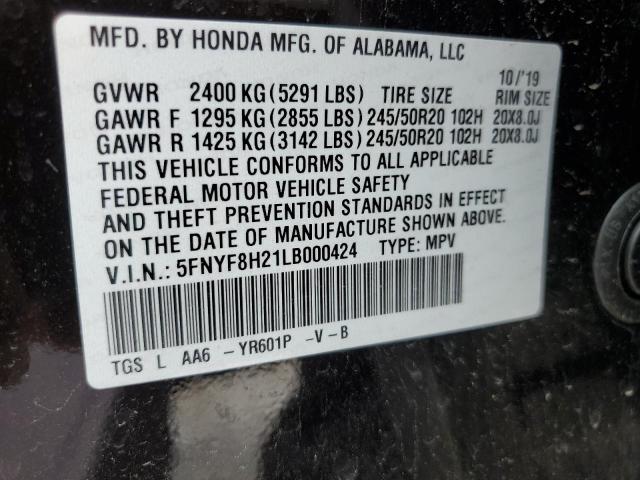 MFD. BY HONDA MFG. OF ALABAMA, LLC
10/'19
GVWR 2400 KG (5291 LBS) TIRE SIZE RIM SIZE
GAWR F 1295 KG (2855 LBS) 245/50R20 102H 20X8.0J
GAWR R 1425 KG (3142 LBS) 245/50R20 102H 20X8.0J
THIS VEHICLE CONFORMS TO ALL APPLICABLE
FEDERAL MOTOR VEHICLE SAFETY
AND THEFT PREVENTION STANDARDS IN EFFECT
ON THE DATE OF MANUFACTURE SHOWN ABOVE.
V.I.N.: 5FNYF8H21LB000424 TYPE: MPV
TGS L AA6 -YR601P -V-B